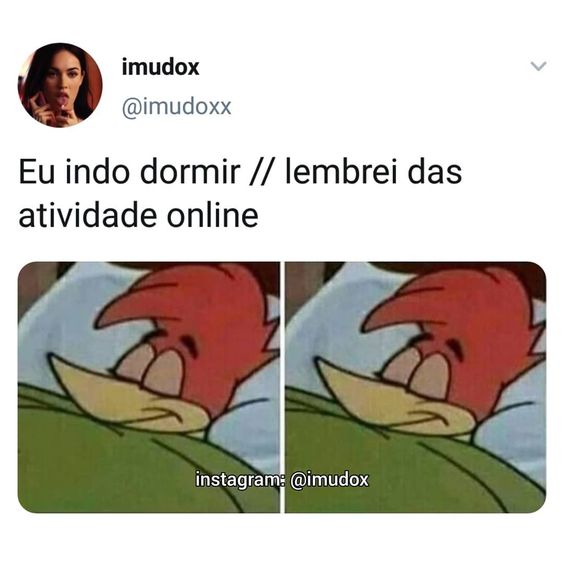 imudox
@imudoxx
Eu indo dormir // lembrei das
atividade online
instagram: @imudox